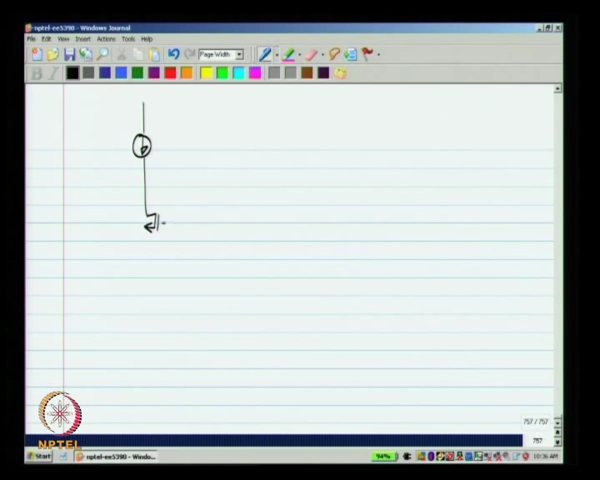 nptel-ee5390 - Windows Journal
File Edit View Insert Actions Tools Help
Page Width
B I
757 / 757
757
NPTEL
Start
nptel-ee5390 - Windo...
94%
10:36 AM